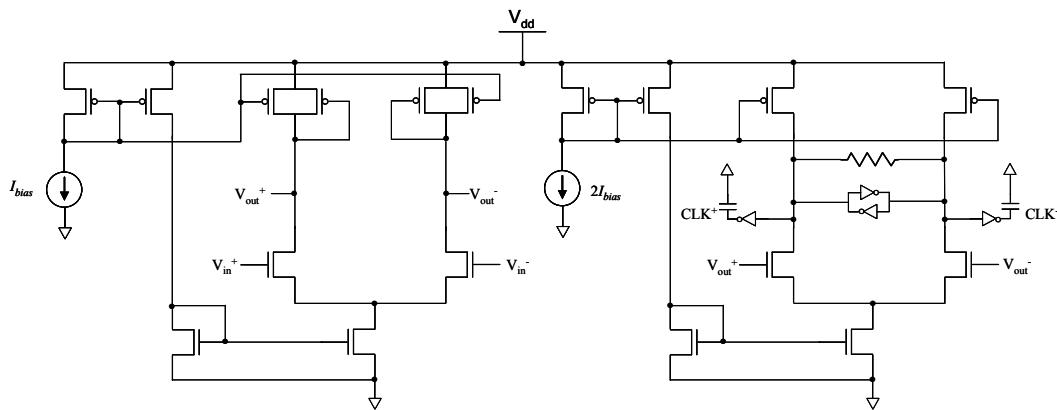 Vdd
Ibias
Vout+
Vout-
Vin+
Vin-
2Ibias
CLK+
CLK-
Vout+
Vout-